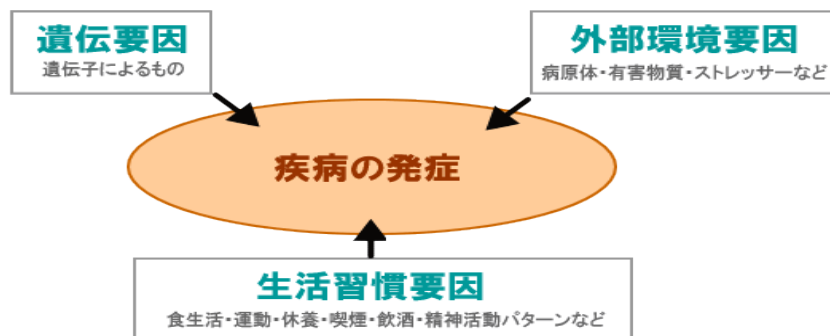 遺伝要因
遺伝子によるもの
外部環境要因
病原体・有害物質・ストレッサーなど
疾病の発症
生活習慣要因
食生活・運動・休養・喫煙・飲酒・精神活動パターンなど